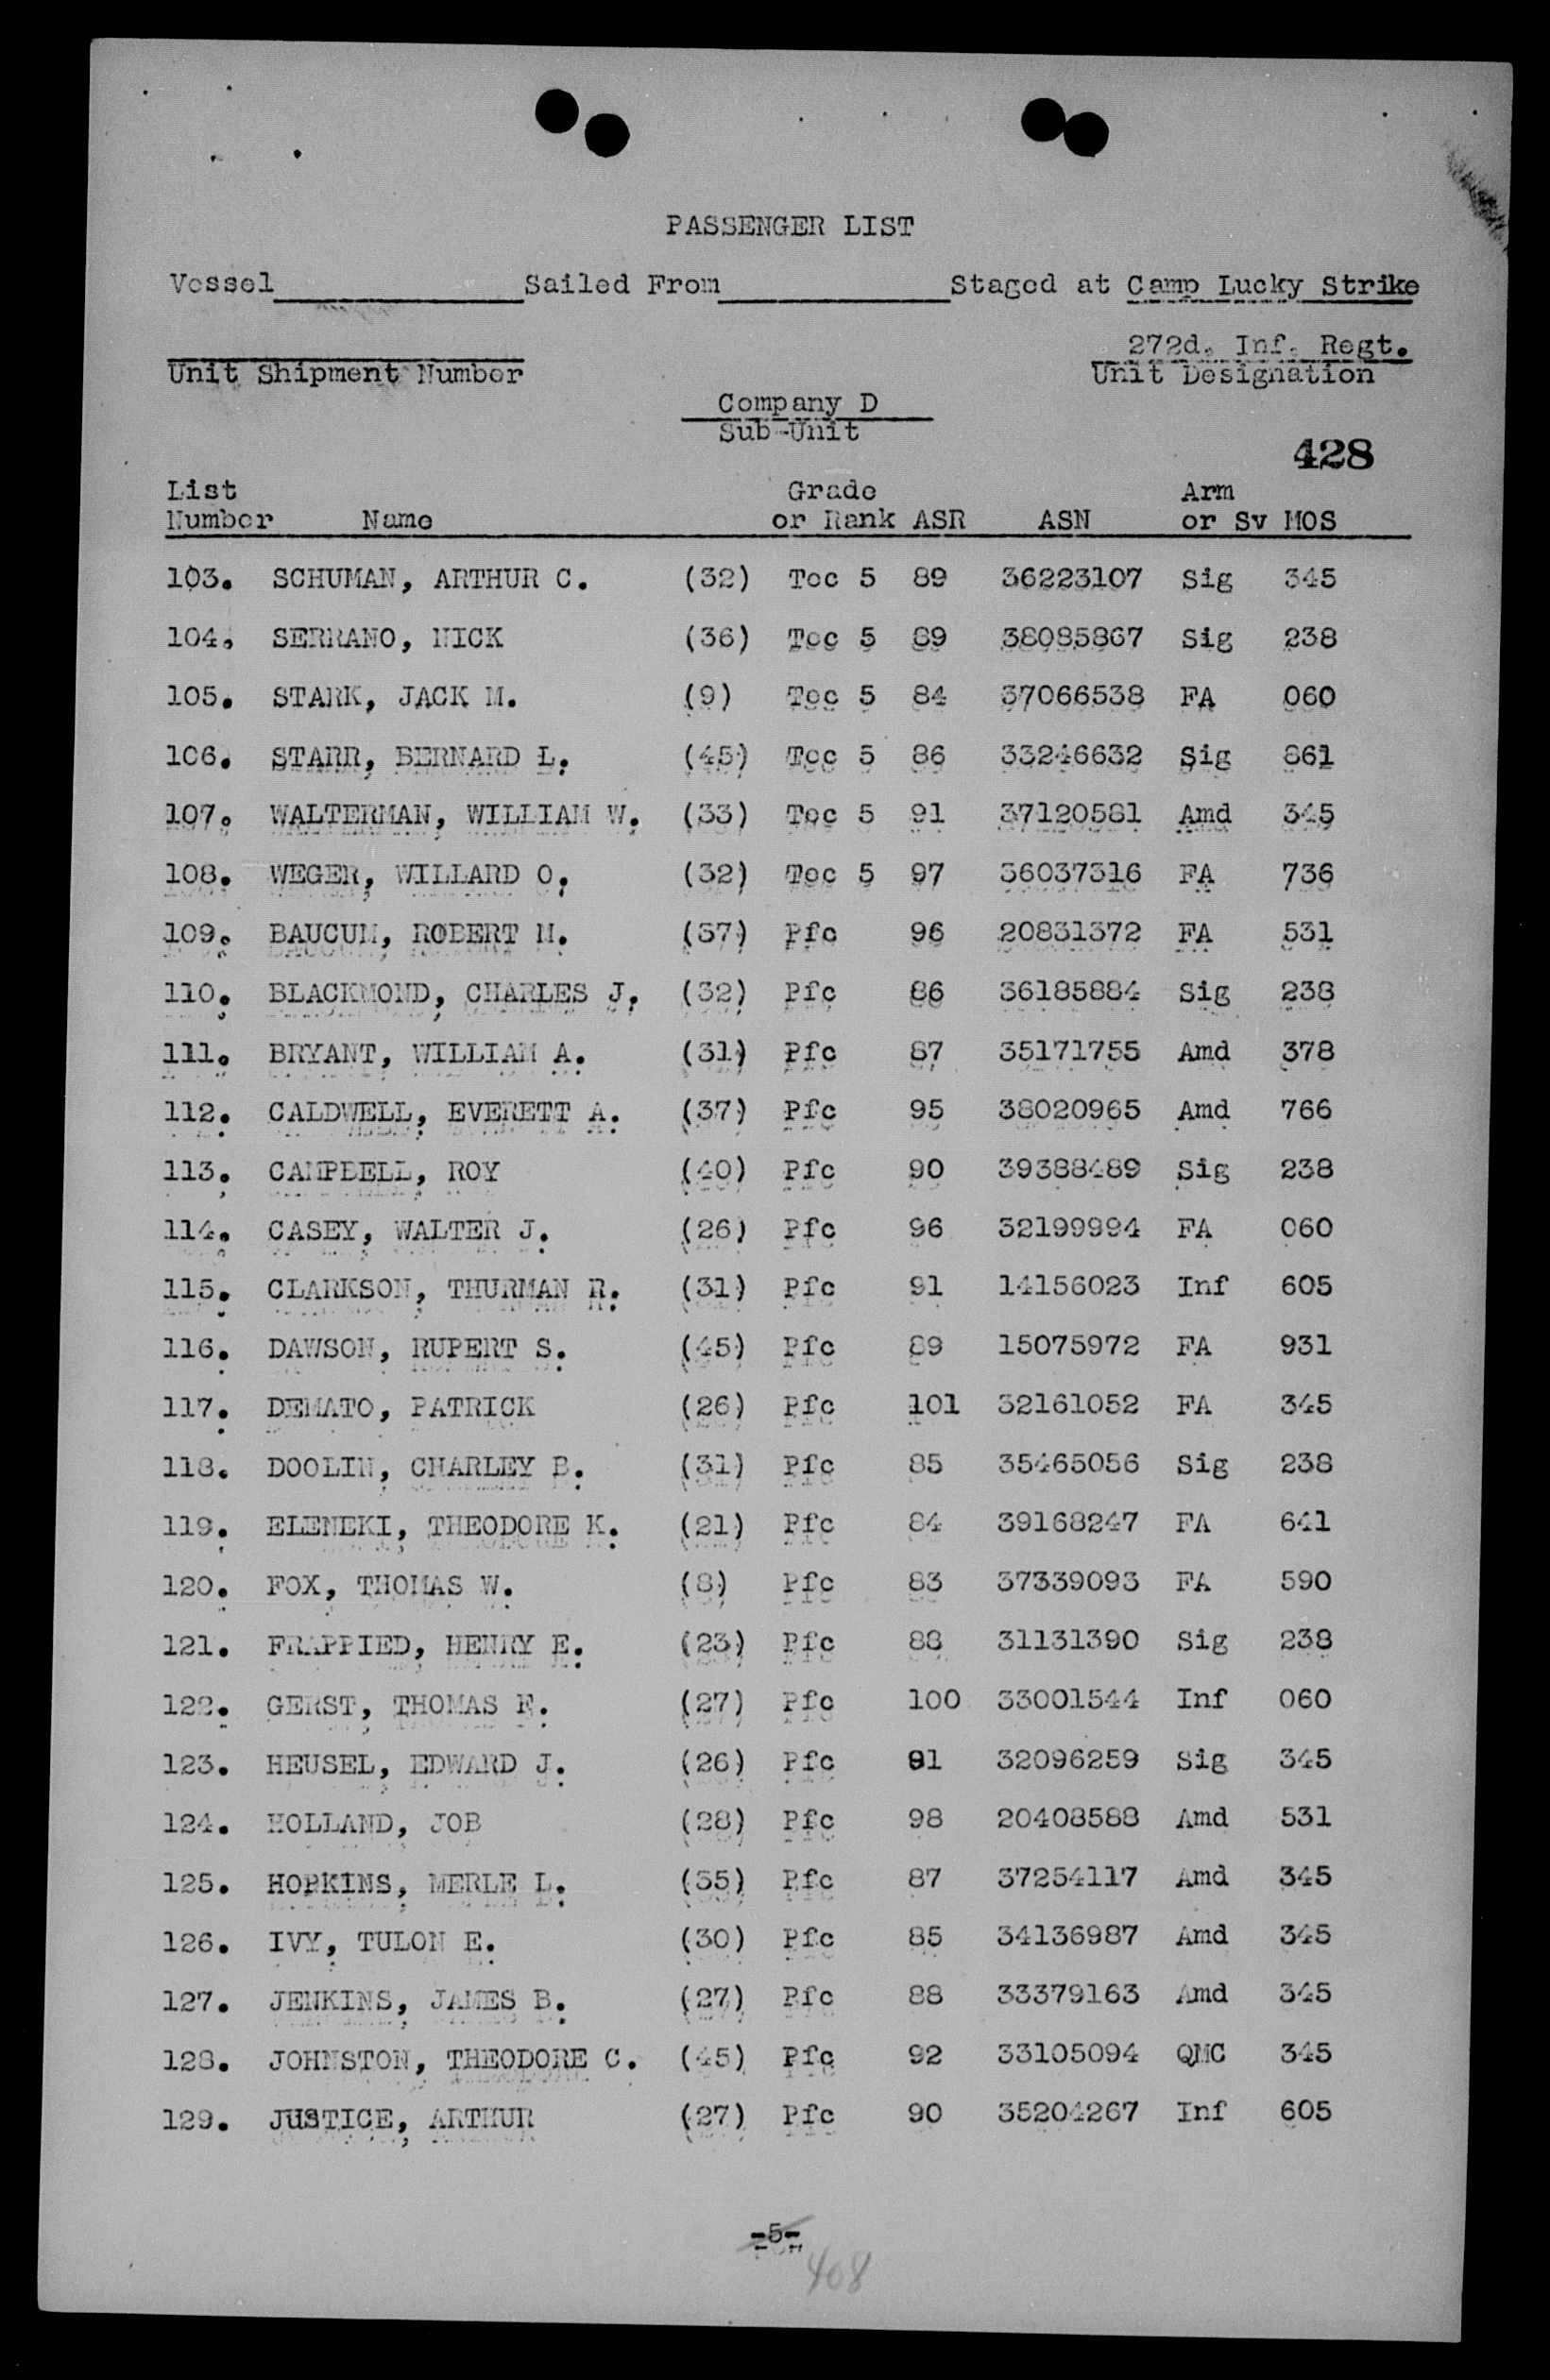 PASSENGER LIST
Vessel Sailed From Staged at Camp Lucky Strike
272d. Inf. Regt.
Unit Shipment Number Unit Designation
Company D
Sub-Unit
428
List Grade Arm
Number Name or Rank ASR ASN or Sv MOS
103. SCHUMAN, ARTHUR C. (32) Tec 5 89 36223107 Sig 345
104. SERRANO, NICK (36) Tec 5 89 38085867 Sig 238
105. STARK, JACK M. (9) Tec 5 84 37066538 FA 060
106. STARR, BERNARD L. (45) Tec 5 86 33246632 Sig 861
107. WALTERMAN, WILLIAM W. (33) Tec 5 91 37120581 Amd 345
108. WEGER, WILLARD O. (32) Tec 5 97 36037316 FA 736
109. BAUCUM, ROBERT M. (37) Pfc 96 20831372 FA 531
110. BLACKMOND, CHARLES J. (32) Pfc 86 36185884 Sig 238
111. BRYANT, WILLIAM A. (31) Pfc 87 35171755 Amd 378
112. CALDWELL, EVERETT A. (37) Pfc 95 38020965 Amd 766
113. CAMPBELL, ROY (40) Pfc 90 39388489 Sig 238
114. CASEY, WALTER J. (26) Pfc 96 32199994 FA 060
115. CLARKSON, THURMAN R. (31) Pfc 91 14156023 Inf 605
116. DAWSON, RUPERT S. (45) Pfc 89 15075972 FA 931
117. DEMATO, PATRICK (26) Pfc 101 32161052 FA 345
118. DOOLIN, CHARLEY B. (31) Pfc 85 35465056 Sig 238
119. ELENEKI, THEODORE K. (21) Pfc 84 39168247 FA 641
120. FOX, THOMAS W. (8) Pfc 83 37339093 FA 590
121. FRAPPIED, HENRY E. (23) Pfc 88 31131390 Sig 238
122. GERST, THOMAS F. (27) Pfc 100 33001544 Inf 060
123. HEUSEL, EDWARD J. (26) Pfc 91 32096259 Sig 345
124. HOLLAND, JOB (28) Pfc 98 20408588 Amd 531
125. HOPKINS, MERLE L. (35) Pfc 87 37254117 Amd 345
126. IVY, TULON E. (30) Pfc 85 34136987 Amd 345
127. JENKINS, JAMES B. (27) Pfc 88 33379163 Amd 345
128. JOHNSTON, THEODORE C. (45) Pfc 92 33105094 QMC 345
129. JUSTICE, ARTHUR (27) Pfc 90 35204267 Inf 605
-5-
408